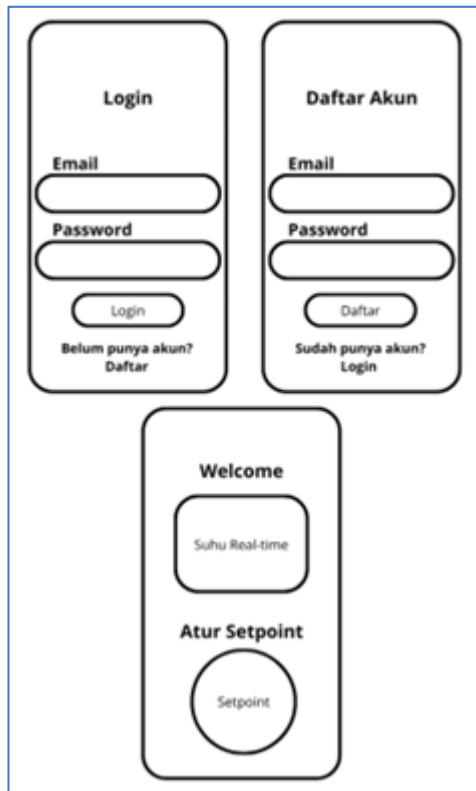 Login
Email
Password
Login
Belum punya akun?
Daftar
Daftar Akun
Email
Password
Daftar
Sudah punya akun?
Login
Welcome
Suhu Real-time
Atur Setpoint
Setpoint